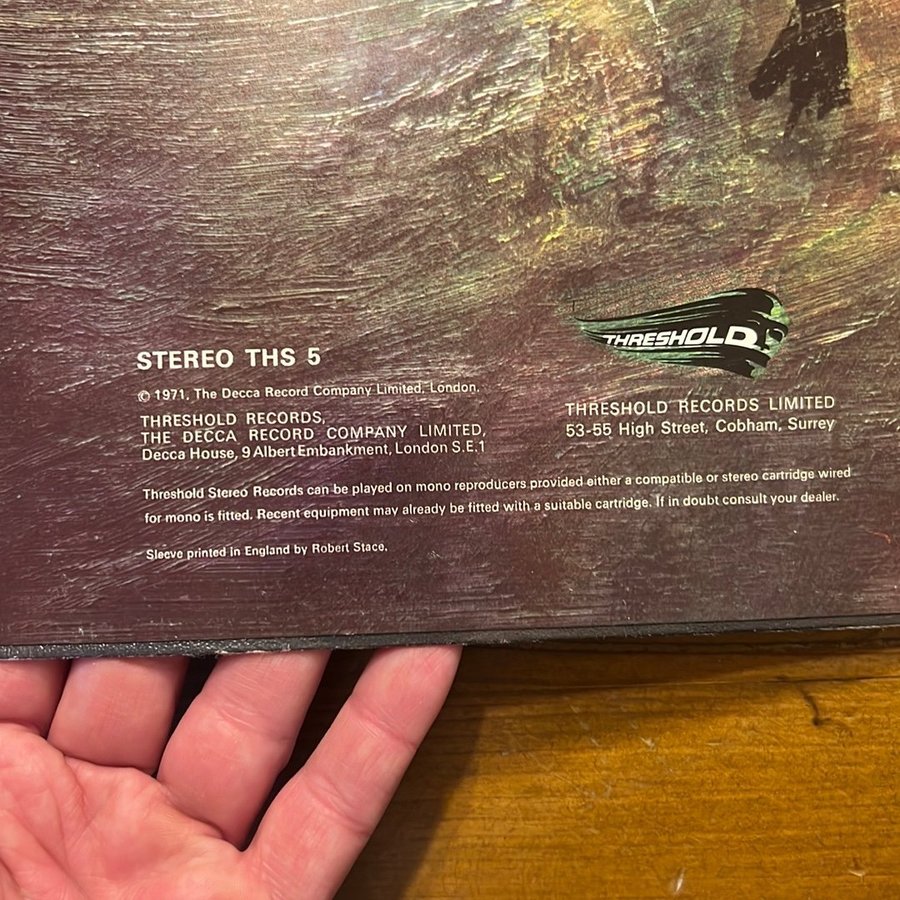 STEREO THS 5
© 1971, The Decca Record Company Limited, London.
THRESHOLD RECORDS,
THE DECCA RECORD COMPANY LIMITED,
Decca House, 9 Albert Embankment, London S.E.1
THRESHOLD
THRESHOLD RECORDS LIMITED
53-55 High Street, Cobham, Surrey
Threshold Stereo Records can be played on mono reproducers provided either a compatible or stereo cartridge wired
for mono is fitted. Recent equipment may already be fitted with a suitable cartridge. If in doubt consult your dealer.
Sleeve printed in England by Robert Stace.